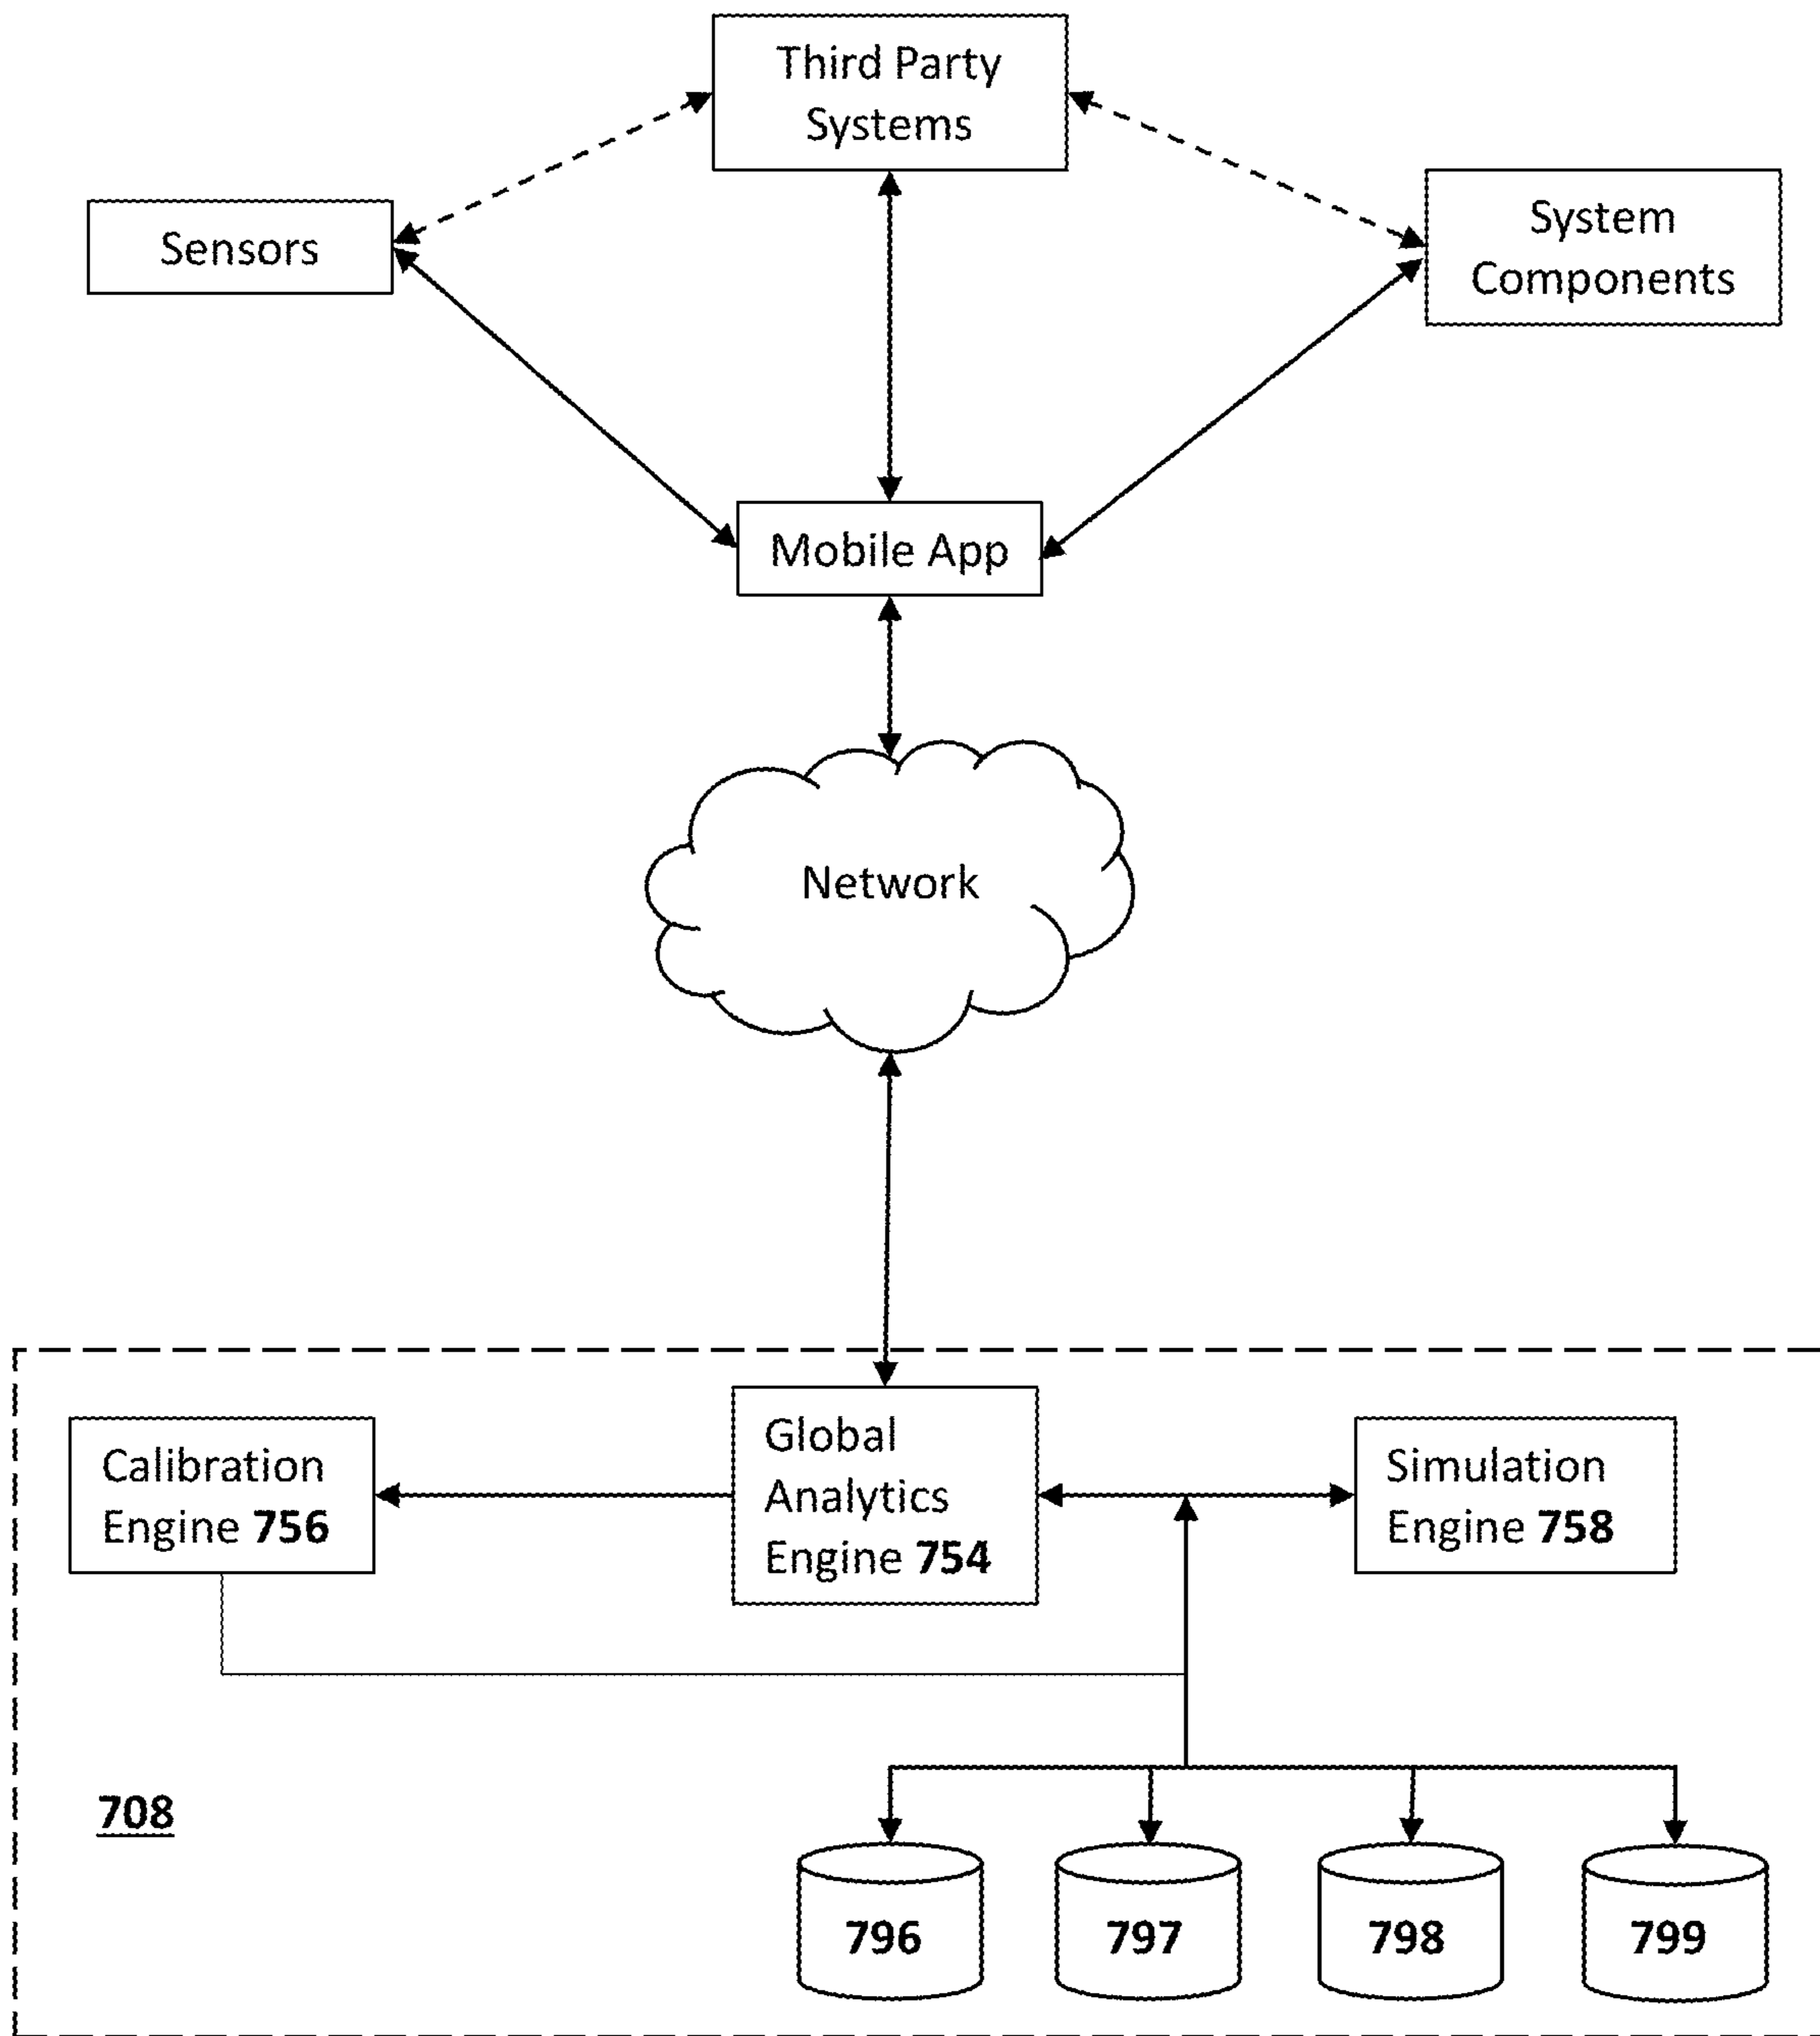 Third Party
Systems
Sensors
System
Components
Mobile App
Network
Calibration
Engine 756
Global
Analytics
Engine 754
Simulation
Engine 758
708
796
797
798
799